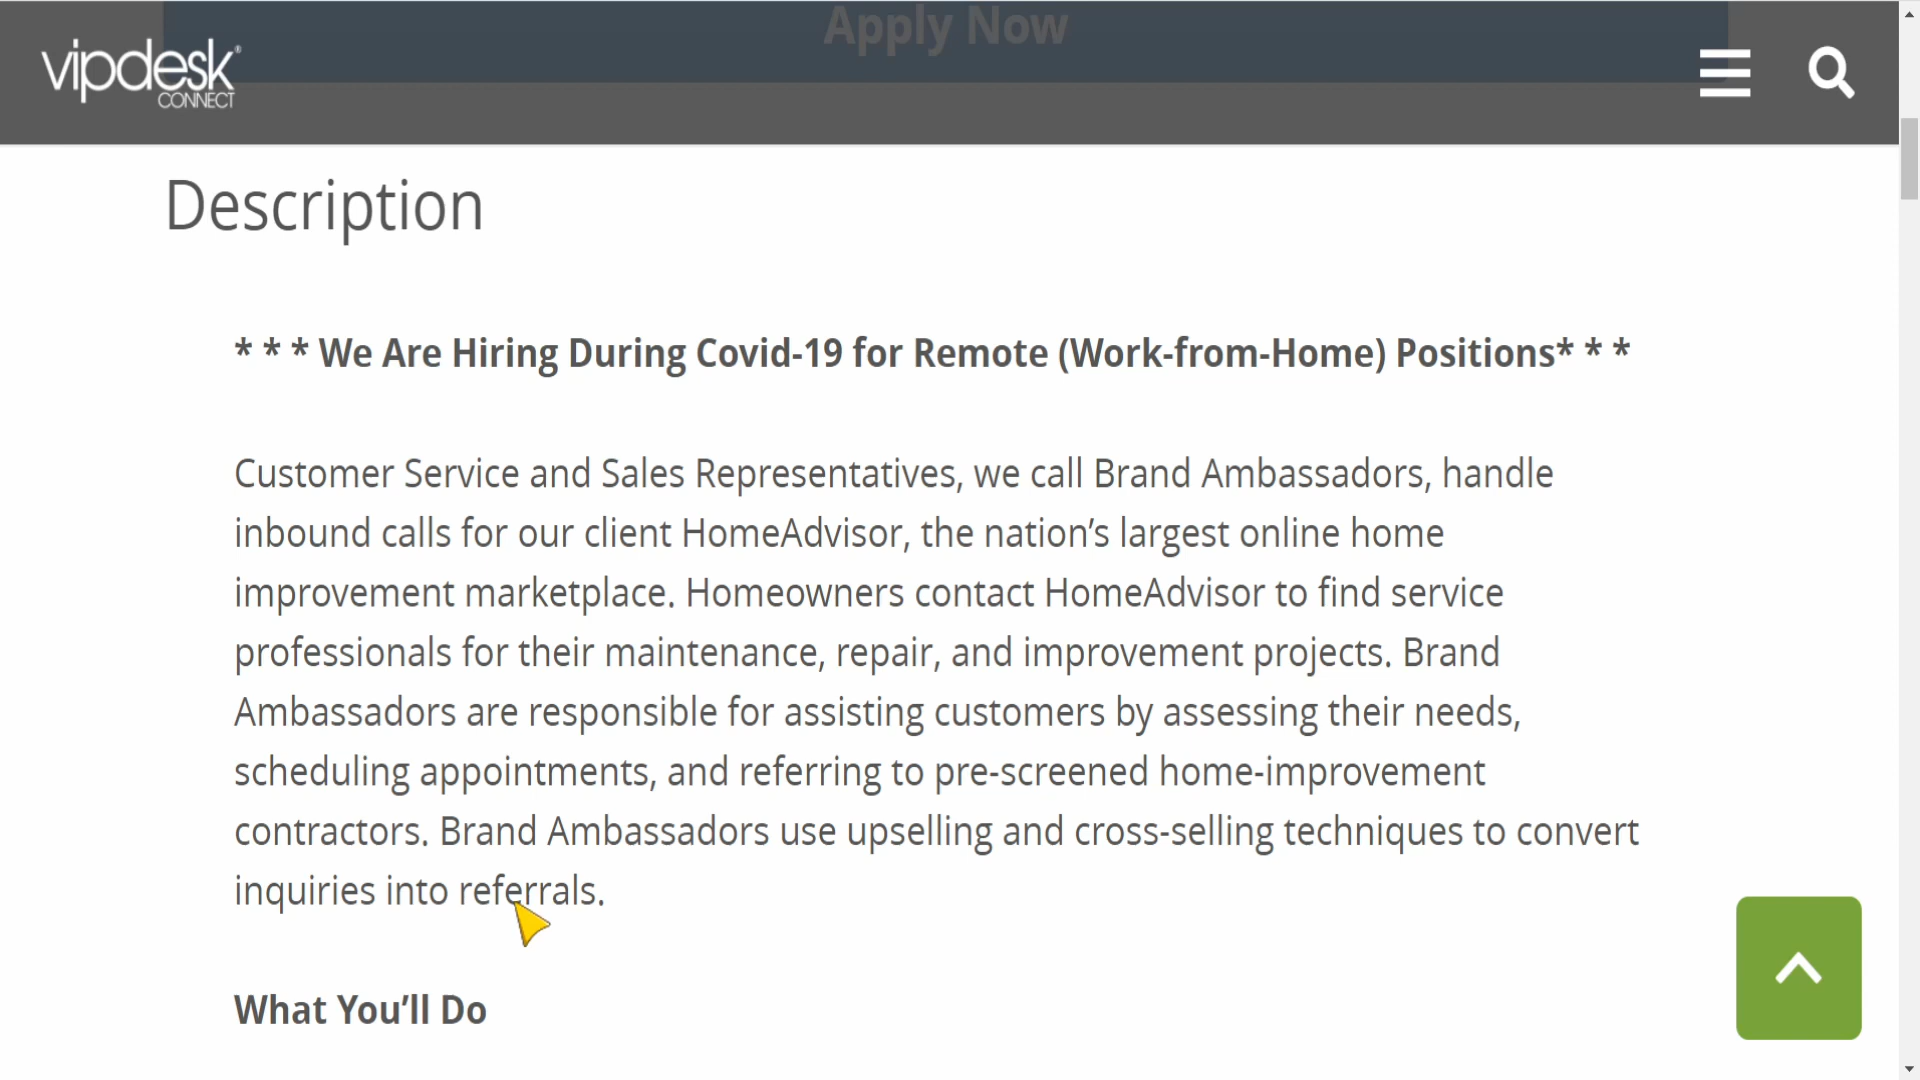 Apply Now
vipdesk®
CONNECT
Description
* * * We Are Hiring During Covid-19 for Remote (Work-from-Home) Positions* * *
Customer Service and Sales Representatives, we call Brand Ambassadors, handle
inbound calls for our client HomeAdvisor, the nation’s largest online home
improvement marketplace. Homeowners contact HomeAdvisor to find service
professionals for their maintenance, repair, and improvement projects. Brand
Ambassadors are responsible for assisting customers by assessing their needs,
scheduling appointments, and referring to pre-screened home-improvement
contractors. Brand Ambassadors use upselling and cross-selling techniques to convert
inquiries into referrals.
What You’ll Do